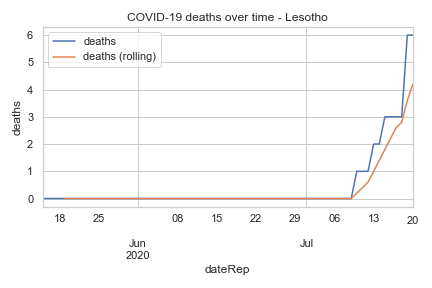 COVID-19 deaths over time - Lesotho
deaths
deaths (rolling)
6
5
4
3
2
1
0
deaths
18 25 08 15 22 29 06 13 20
Jun Jul
2020
dateRep